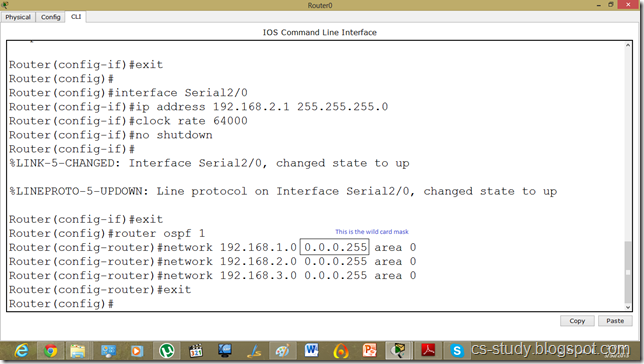 Router0
Physical Config CLI
IOS Command Line Interface
Router(config-if)#exit
Router(config)#
Router(config)#interface Serial2/0
Router(config-if)#ip address 192.168.2.1 255.255.255.0
Router(config-if)#clock rate 64000
Router(config-if)#no shutdown
Router(config-if)#
%LINK-5-CHANGED: Interface Serial2/0, changed state to up
%LINEPROTO-5-UPDOWN: Line protocol on Interface Serial2/0, changed state to up
Router(config-if)#exit
Router(config)#router ospf 1
This is the wild card mask
Router(config-router)#network 192.168.1.0 0.0.0.255 area 0
Router(config-router)#network 192.168.2.0 0.0.0.255 area 0
Router(config-router)#network 192.168.3.0 0.0.0.255 area 0
Router(config-router)#exit
Router(config)#
Copy Paste
cs-study.blogspot.com